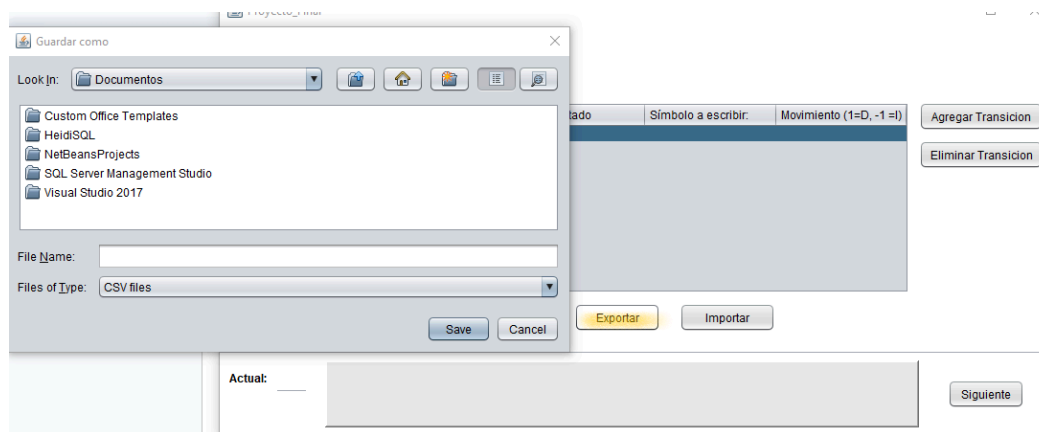 Proyecto_Final
Guardar como
Look In: Documentos
Custom Office Templates
HeidiSQL
NetBeansProjects
SQL Server Management Studio
Visual Studio 2017
File Name:
Files of Type: CSV files
Save Cancel
tado Símbolo a escribir: Movimiento (1=D, -1 =I)
Agregar Transicion
Eliminar Transicion
Exportar Importar
Actual:
Siguiente